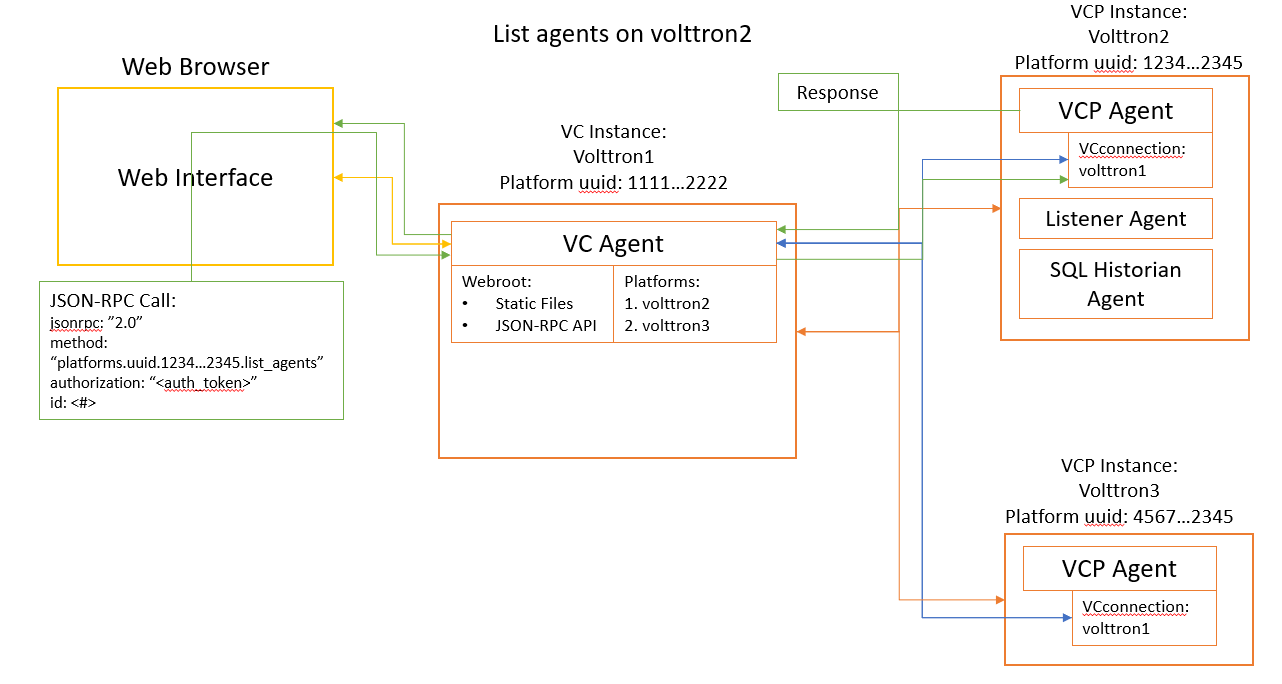 List agents on volttron2
Web Browser
Web Interface
JSON-RPC Call:
jsonrpc: ”2.0”
method:
“platforms.uuid.1234…2345.list_agents”
authorization: “<auth_token>”
id: <#>
VC Instance:
Volttron1
Platform uuid: 1111…2222
VC Agent
Webroot:
• Static Files
• JSON-RPC API
Platforms:
1. volttron2
2. volttron3
Response
VCP Instance:
Volttron2
Platform uuid: 1234…2345
VCP Agent
VCconnection:
volttron1
Listener Agent
SQL Historian
Agent
VCP Instance:
Volttron3
Platform uuid: 4567…2345
VCP Agent
VCconnection:
volttron1